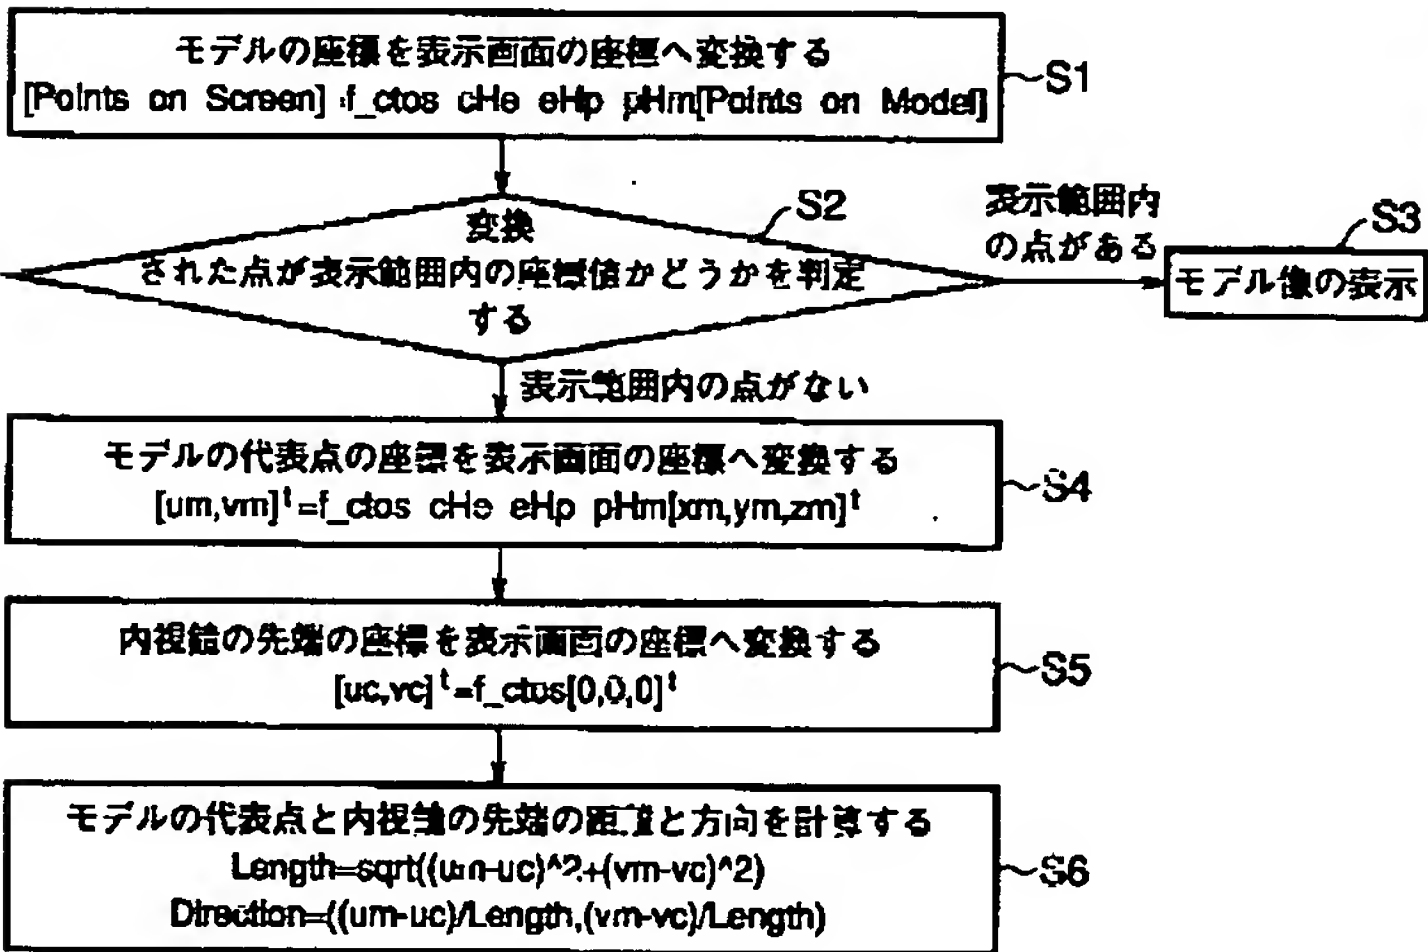 モデルの座標を表示画面の座標へ変換する
[Points on Screen]=f_ctos cHe eHp pHm[Points on Model]
S1
変換
された点が表示範囲内の座標値かどうかを判定
する
S2
表示範囲内
の点がある
S3
モデル像の表示
表示範囲内の点がない
モデルの代表点の座標を表示画面の座標へ変換する
[um,vm]^t=f_ctos cHe eHp pHm[xm,ym,zm]^t
S4
内視鏡の先端の座標を表示画面の座標へ変換する
[uc,vc]^t=f_ctos[0,0,0]^t
S5
モデルの代表点と内視鏡の先端の距離と方向を計算する
Length=sqrt((um-uc)^2+(vm-vc)^2)
Direction=((um-uc)/Length,(vm-vc)/Length)
S6